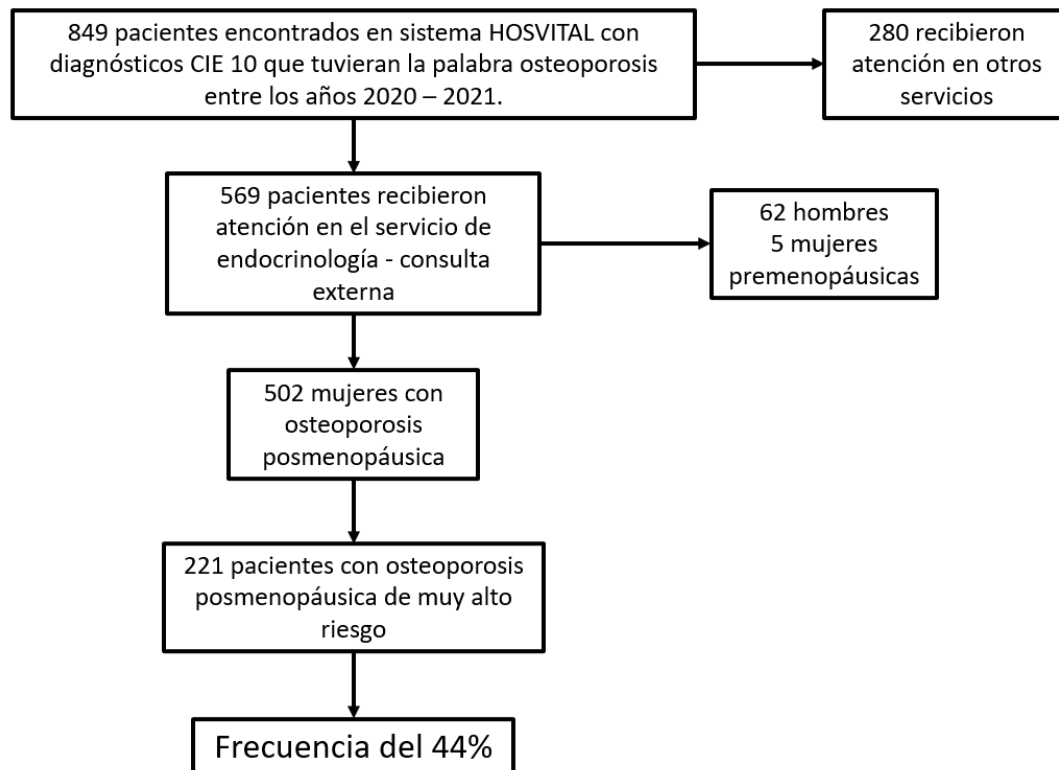 849 pacientes encontrados en sistema HOSVITAL con
diagnósticos CIE 10 que tuvieran la palabra osteoporosis
entre los años 2020 – 2021.
280 recibieron
atención en otros
servicios
569 pacientes recibieron
atención en el servicio de
endocrinología - consulta
externa
62 hombres
5 mujeres
premenopáusicas
502 mujeres con
osteoporosis
posmenopáusica
221 pacientes con osteoporosis
posmenopáusica de muy alto
riesgo
Frecuencia del 44%